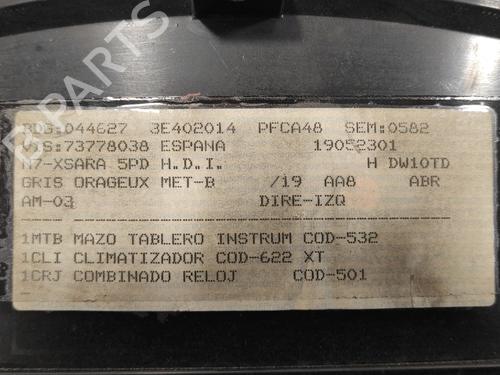 BDG:044627 3E402014 PFCA48 SEM:0582
VIS:73778038 ESPANA 19052301
N7-XSARA 5PD H.D.I. H DW10TD
GRIS ORAGEUX MET-B /19 AA8 ABR
AM-03 DIRE-IZQ
1MTB MAZO TABLERO INSTRUM COD-532
1CLI CLIMATIZADOR COD-622 XT
1CRJ COMBINADO RELOJ COD-501